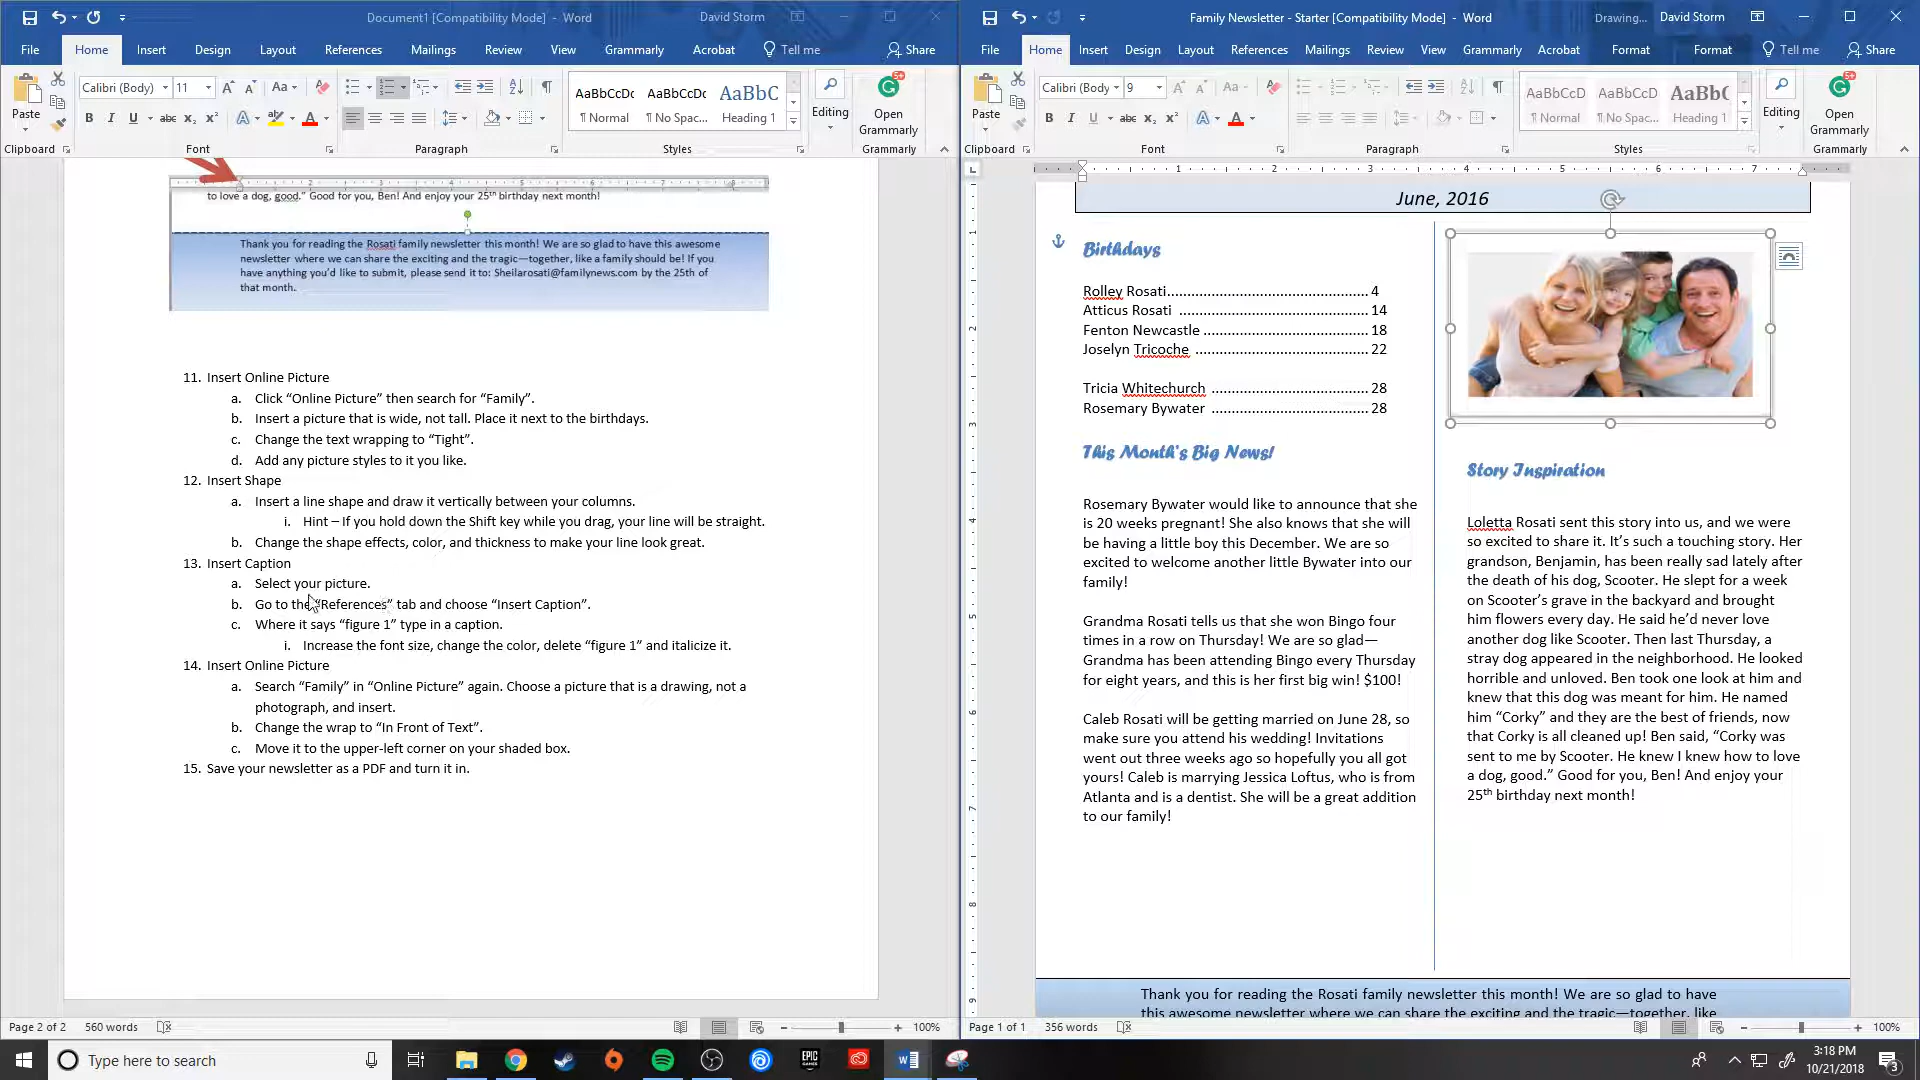 Document1 [Compatibility Mode] - Word
David Storm
File Home Insert Design Layout References Mailings Review View Grammarly Acrobat Tell me Share
Paste
Calibri (Body) 11
AaBbCcDc AaBbCcDc AaBbC
¶ Normal ¶ No Spac... Heading 1
Editing
Open Grammarly
Clipboard Font Paragraph Styles Grammarly
to love a dog, good." Good for you, Ben! And enjoy your 25th birthday next month!
Thank you for reading the Rosati family newsletter this month! We are so glad to have this awesome
newsletter where we can share the exciting and the tragic—together, like a family should be! If you
have anything you'd like to submit, please send it to: Sheilarosati@familynews.com by the 25th of
that month.
11. Insert Online Picture
a. Click "Online Picture" then search for "Family".
b. Insert a picture that is wide, not tall. Place it next to the birthdays.
c. Change the text wrapping to "Tight".
d. Add any picture styles to it you like.
12. Insert Shape
a. Insert a line shape and draw it vertically between your columns.
i. Hint – If you hold down the Shift key while you drag, your line will be straight.
b. Change the shape effects, color, and thickness to make your line look great.
13. Insert Caption
a. Select your picture.
b. Go to the "References" tab and choose "Insert Caption".
c. Where it says "figure 1" type in a caption.
i. Increase the font size, change the color, delete "figure 1" and italicize it.
14. Insert Online Picture
a. Search "Family" in "Online Picture" again. Choose a picture that is a drawing, not a
photograph, and insert.
b. Change the wrap to "In Front of Text".
c. Move it to the upper-left corner on your shaded box.
15. Save your newsletter as a PDF and turn it in.
Page 2 of 2 560 words 100%
Family Newsletter - Starter [Compatibility Mode] - Word
Drawing... David Storm
File Home Insert Design Layout References Mailings Review View Grammarly Acrobat Format Format Tell me Share
Paste
Calibri (Body 9
AaBbCcD AaBbCcD AaBb(
¶ Normal ¶ No Spac... Heading 1
Editing
Open Grammarly
Clipboard Font Paragraph Styles Grammarly
June, 2016
Birthdays
Rolley Rosati................................................ 4
Atticus Rosati ............................................. 14
Fenton Newcastle ....................................... 18
Joselyn Tricoche ......................................... 22
Tricia Whitechurch ..................................... 28
Rosemary Bywater ..................................... 28
This Month's Big News!
Rosemary Bywater would like to announce that she
is 20 weeks pregnant! She also knows that she will
be having a little boy this December. We are so
excited to welcome another little Bywater into our
family!
Grandma Rosati tells us that she won Bingo four
times in a row on Thursday! We are so glad—
Grandma has been attending Bingo every Thursday
for eight years, and this is her first big win! $100!
Caleb Rosati will be getting married on June 28, so
make sure you attend his wedding! Invitations
went out three weeks ago so hopefully you all got
yours! Caleb is marrying Jessica Loftus, who is from
Atlanta and is a dentist. She will be a great addition
to our family!
Story Inspiration
Loletta Rosati sent this story into us, and we were
so excited to share it. It's such a touching story. Her
grandson, Benjamin, has been really sad lately after
the death of his dog, Scooter. He slept for a week
on Scooter's grave in the backyard and brought
him flowers every day. He said he'd never love
another dog like Scooter. Then last Thursday, a
stray dog appeared in the neighborhood. He looked
horrible and unloved. Ben took one look at him and
knew that this dog was meant for him. He named
him "Corky" and they are the best of friends, now
that Corky is all cleaned up! Ben said, "Corky was
sent to me by Scooter. He knew I knew how to love
a dog, good." Good for you, Ben! And enjoy your
25th birthday next month!
Thank you for reading the Rosati family newsletter this month! We are so glad to have
this awesome newsletter where we can share the exciting and the tragic—together, like
Page 1 of 1 356 words 100%
Type here to search
3:18 PM
10/21/2018